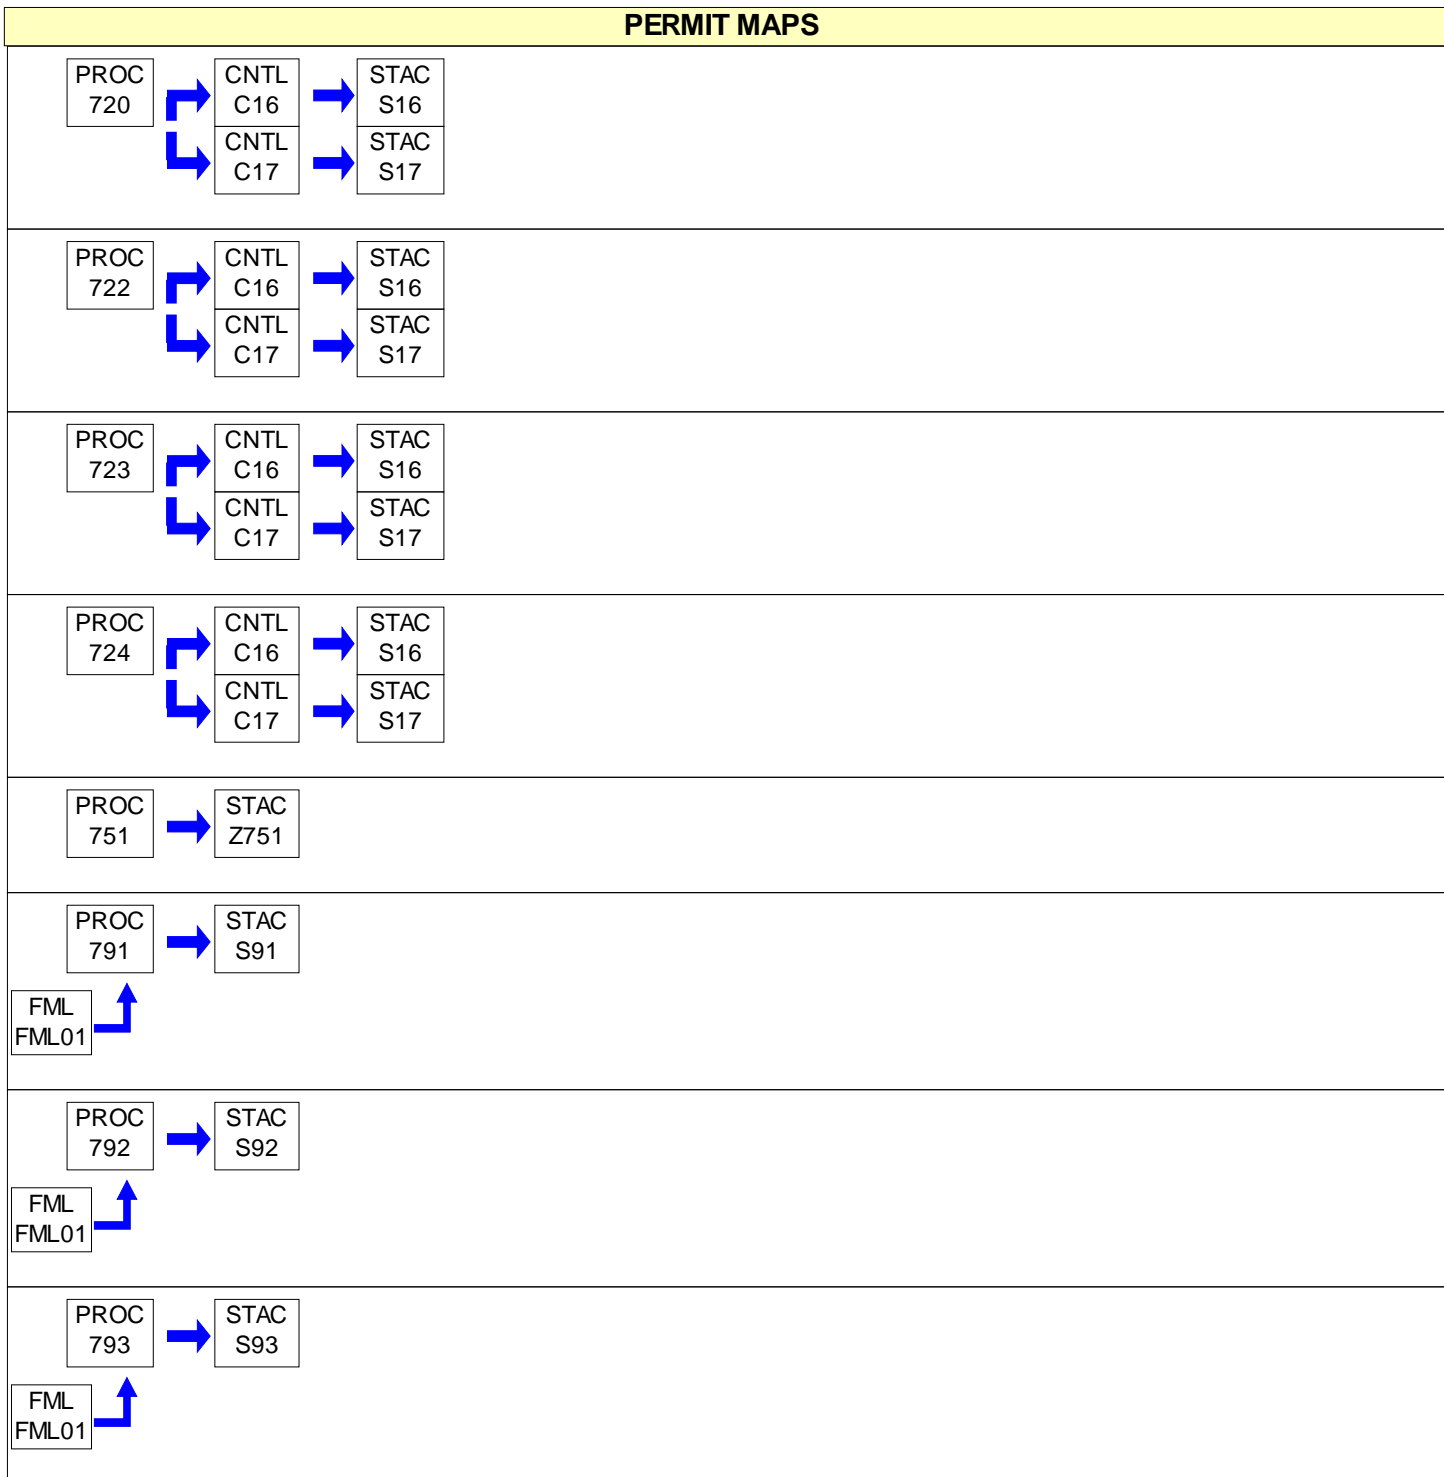 PERMIT MAPS
PROC
720
CNTL
C16
STAC
S16
CNTL
C17
STAC
S17
PROC
722
CNTL
C16
STAC
S16
CNTL
C17
STAC
S17
PROC
723
CNTL
C16
STAC
S16
CNTL
C17
STAC
S17
PROC
724
CNTL
C16
STAC
S16
CNTL
C17
STAC
S17
PROC
751
STAC
Z751
PROC
791
STAC
S91
FML
FML01
PROC
792
STAC
S92
FML
FML01
PROC
793
STAC
S93
FML
FML01